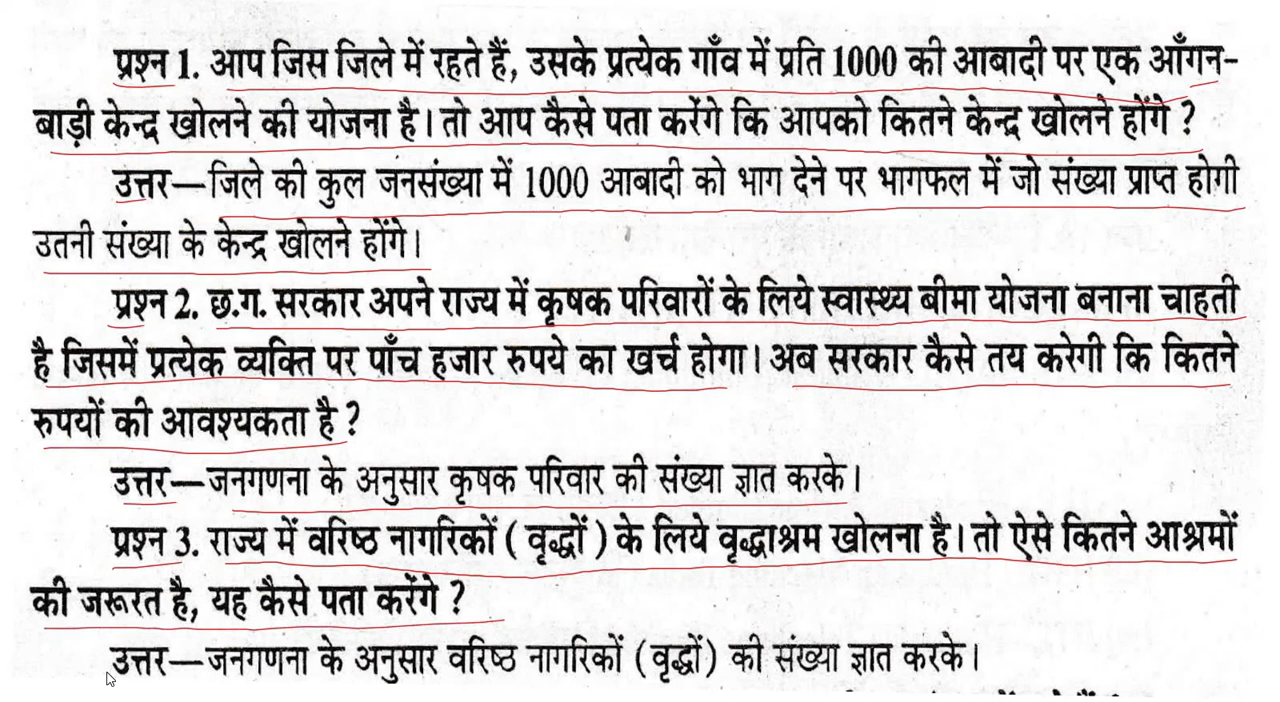 प्रश्न 1. आप जिस जिले में रहते हैं, उसके प्रत्येक गाँव में प्रति 1000 की आबादी पर एक आँगन-
बाड़ी केन्द्र खोलने की योजना है। तो आप कैसे पता करेंगे कि आपको कितने केन्द्र खोलने होंगे ?
उत्तर—जिले की कुल जनसंख्या में 1000 आबादी को भाग देने पर भागफल में जो संख्या प्राप्त होगी
उतनी संख्या के केन्द्र खोलने होंगे।
प्रश्न 2. छ.ग. सरकार अपने राज्य में कृषक परिवारों के लिये स्वास्थ्य बीमा योजना बनाना चाहती
है जिसमें प्रत्येक व्यक्ति पर पाँच हजार रुपये का खर्च होगा। अब सरकार कैसे तय करेगी कि कितने
रुपयों की आवश्यकता है ?
उत्तर—जनगणना के अनुसार कृषक परिवार की संख्या ज्ञात करके।
प्रश्न 3. राज्य में वरिष्ठ नागरिकों ( वृद्धों ) के लिये वृद्धाश्रम खोलना है। तो ऐसे कितने आश्रमों
की जरूरत है, यह कैसे पता करेंगे ?
उत्तर—जनगणना के अनुसार वरिष्ठ नागरिकों (वृद्धों) की संख्या ज्ञात करके।